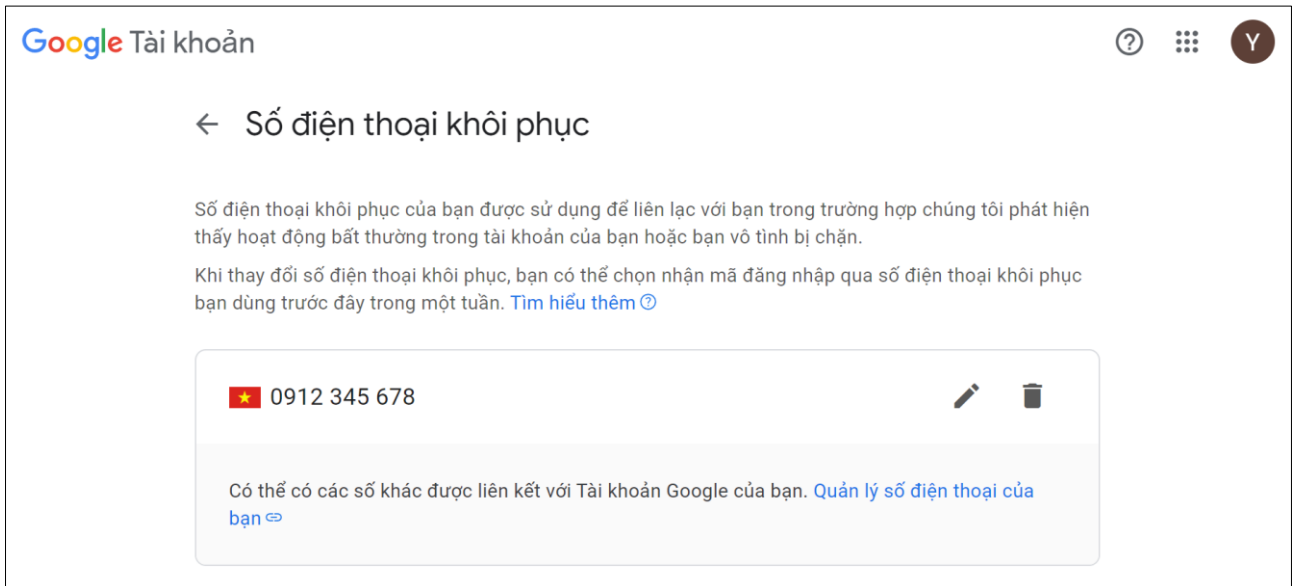 Google Tài khoản
Y
Số điện thoại khôi phục
Số điện thoại khôi phục của bạn được sử dụng để liên lạc với bạn trong trường hợp chúng tôi phát hiện
thấy hoạt động bất thường trong tài khoản của bạn hoặc bạn vô tình bị chặn.
Khi thay đổi số điện thoại khôi phục, bạn có thể chọn nhận mã đăng nhập qua số điện thoại khôi phục
bạn dùng trước đây trong một tuần. Tìm hiểu thêm
0912 345 678
Có thể có các số khác được liên kết với Tài khoản Google của bạn. Quản lý số điện thoại của
bạn